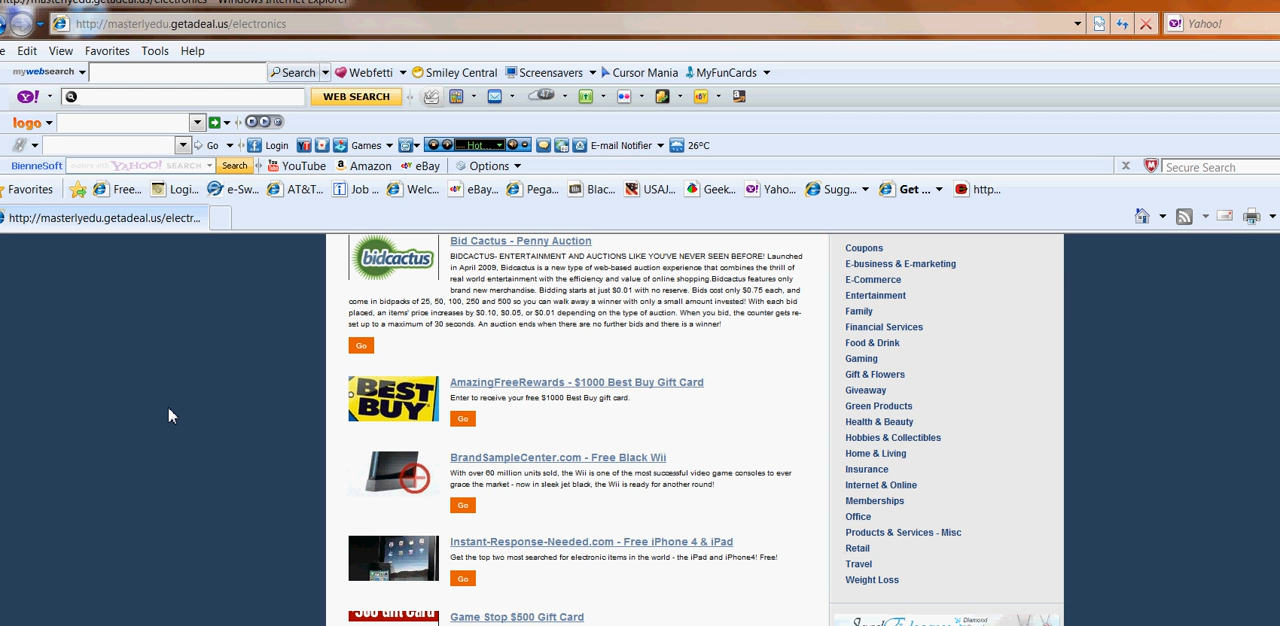 http://masterlyedu.getadeal.us/electronics - Windows Internet Explorer
http://masterlyedu.getadeal.us/electronics
Yahoo!
Edit View Favorites Tools Help
mywebsearch Search Webfetti Smiley Central Screensavers Cursor Mania MyFunCards
Y! WEB SEARCH 47
logo
Go Login Games Hot... E-mail Notifier 26°C
BienneSoft YAHOO! SEARCH Search YouTube Amazon eBay Options
Secure Search
Favorites Free... Logi... e-Sw... AT&T... Job ... Welc... eBay... Pega... Blac... USAJ... Geek... Yaho... Sugg... Get ... http...
http://masterlyedu.getadeal.us/electr...
bidcactus
Bid Cactus - Penny Auction
BIDCACTUS- ENTERTAINMENT AND AUCTIONS LIKE YOU'VE NEVER SEEN BEFORE! Launched
in April 2009, Bidcactus is a new type of web-based auction experience that combines the thrill of
real world entertainment with the efficiency and value of online shopping.Bidcactus features only
brand new merchandise. Bidding starts at just $0.01 with no reserve. Bids cost only $0.75 each, and
come in bidpacks of 25, 50, 100, 250 and 500 so you can walk away a winner with only a small amount invested! With each bid
placed, an items' price increases by $0.10, $0.05, or $0.01 depending on the type of auction. When you bid, the counter gets re-
set up to a maximum of 30 seconds. An auction ends when there are no further bids and there is a winner!
Go
BEST
BUY
AmazingFreeRewards - $1000 Best Buy Gift Card
Enter to receive your free $1000 Best Buy gift card.
Go
BrandSampleCenter.com - Free Black Wii
With over 60 million units sold, the Wii is one of the most successful video game consoles to ever
grace the market - now in sleek jet black, the Wii is ready for another round!
Go
Instant-Response-Needed.com - Free iPhone 4 & iPad
Get the top two most searched for electronic items in the world - the iPad and iPhone4! Free!
Go
Gift Card
Game Stop $500 Gift Card
Coupons
E-business & E-marketing
E-Commerce
Entertainment
Family
Financial Services
Food & Drink
Gaming
Gift & Flowers
Giveaway
Green Products
Health & Beauty
Hobbies & Collectibles
Home & Living
Insurance
Internet & Online
Memberships
Office
Products & Services - Misc
Retail
Travel
Weight Loss
Diamond